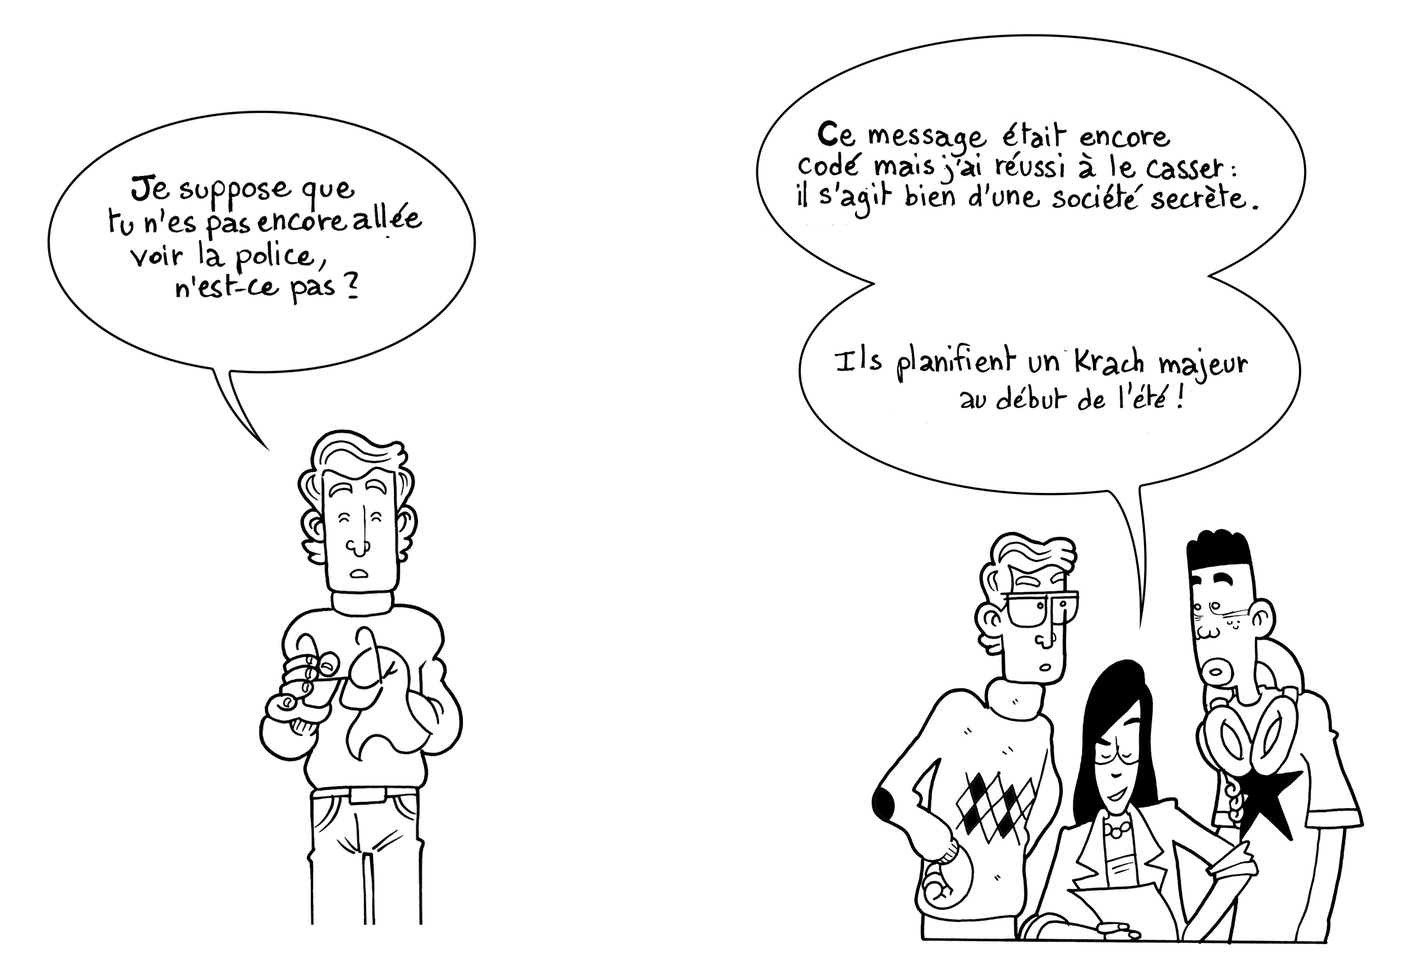 Je suppose que
tu n'es pas encore allée
voir la police,
n'est-ce pas ?
Ce message était encore
codé mais j'ai réussi à le casser :
il s'agit bien d'une société secrète.
Ils planifient un Krach majeur
au début de l'été !